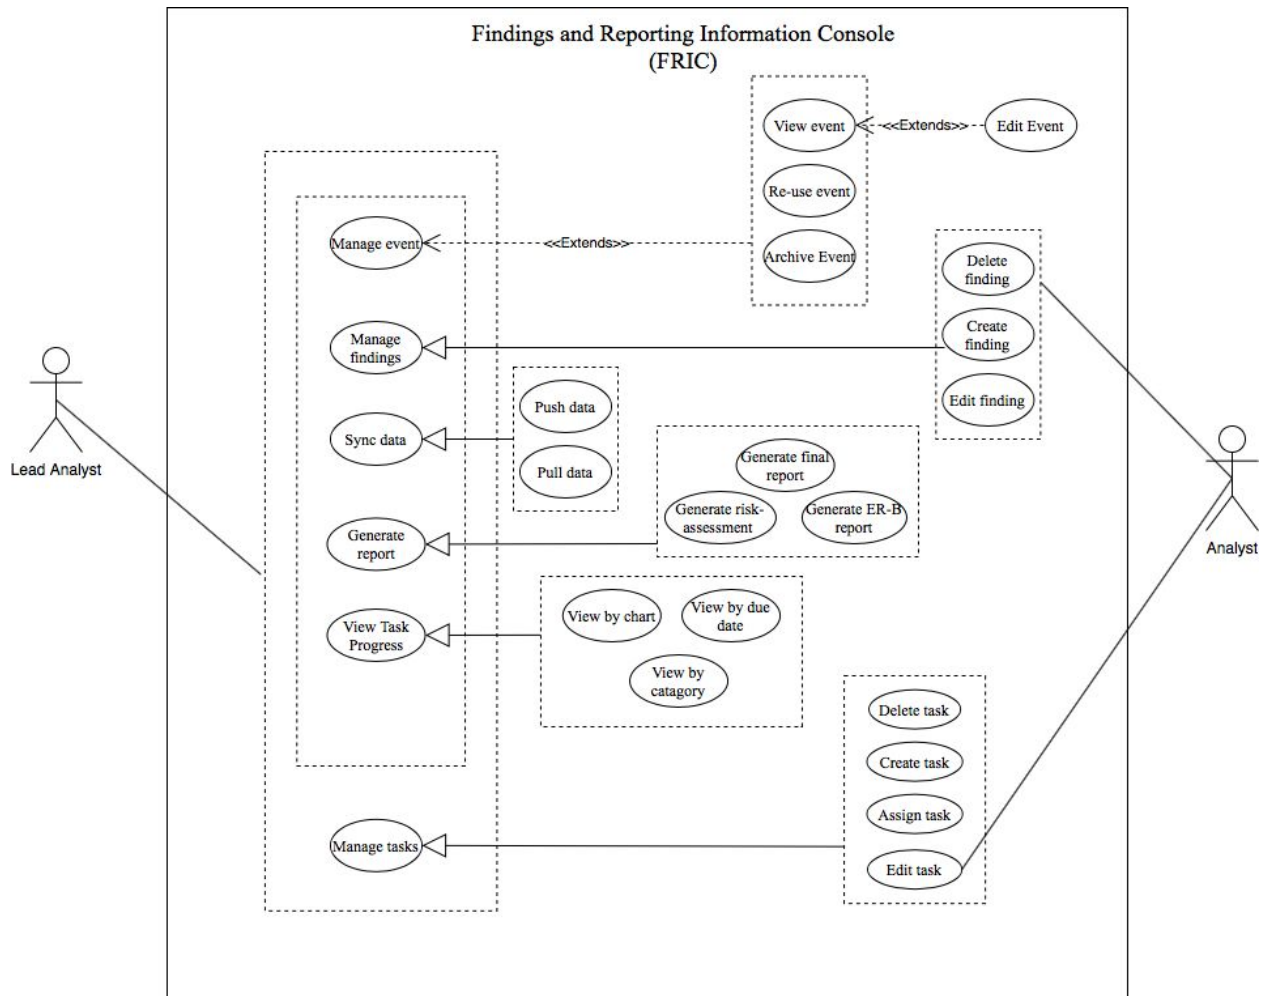 Findings and Reporting Information Console
(FRIC)
View event
<<Extends>>
Edit Event
Re-use event
Manage event
<<Extends>>
Archive Event
Delete
finding
Create
finding
Edit finding
Manage
findings
Push data
Pull data
Sync data
Lead Analyst
Generate final
report
Generate risk-
assessment
Generate ER-B
report
Generate
report
Analyst
View by chart
View by due
date
View by
catagory
View Task
Progress
Delete task
Create task
Assign task
Edit task
Manage tasks